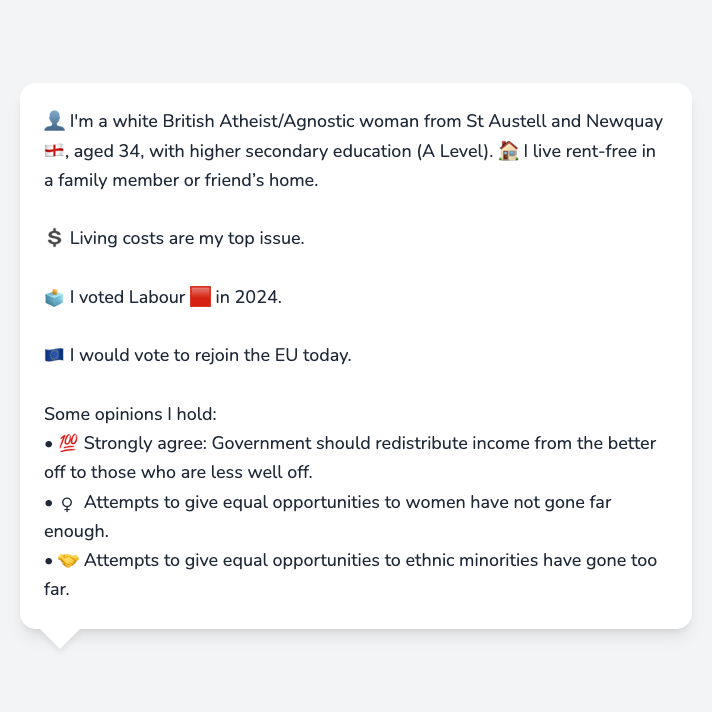 👤 I'm a white British Atheist/Agnostic woman from St Austell and Newquay
🏴󠁧󠁢󠁥󠁮󠁧󠁿, aged 34, with higher secondary education (A Level). 🏠 I live rent-free in
a family member or friend’s home.
💲 Living costs are my top issue.
🗳️ I voted Labour 🟥 in 2024.
🇪🇺 I would vote to rejoin the EU today.
Some opinions I hold:
• 💯 Strongly agree: Government should redistribute income from the better
off to those who are less well off.
• ♀ Attempts to give equal opportunities to women have not gone far
enough.
• 🤝 Attempts to give equal opportunities to ethnic minorities have gone too
far.